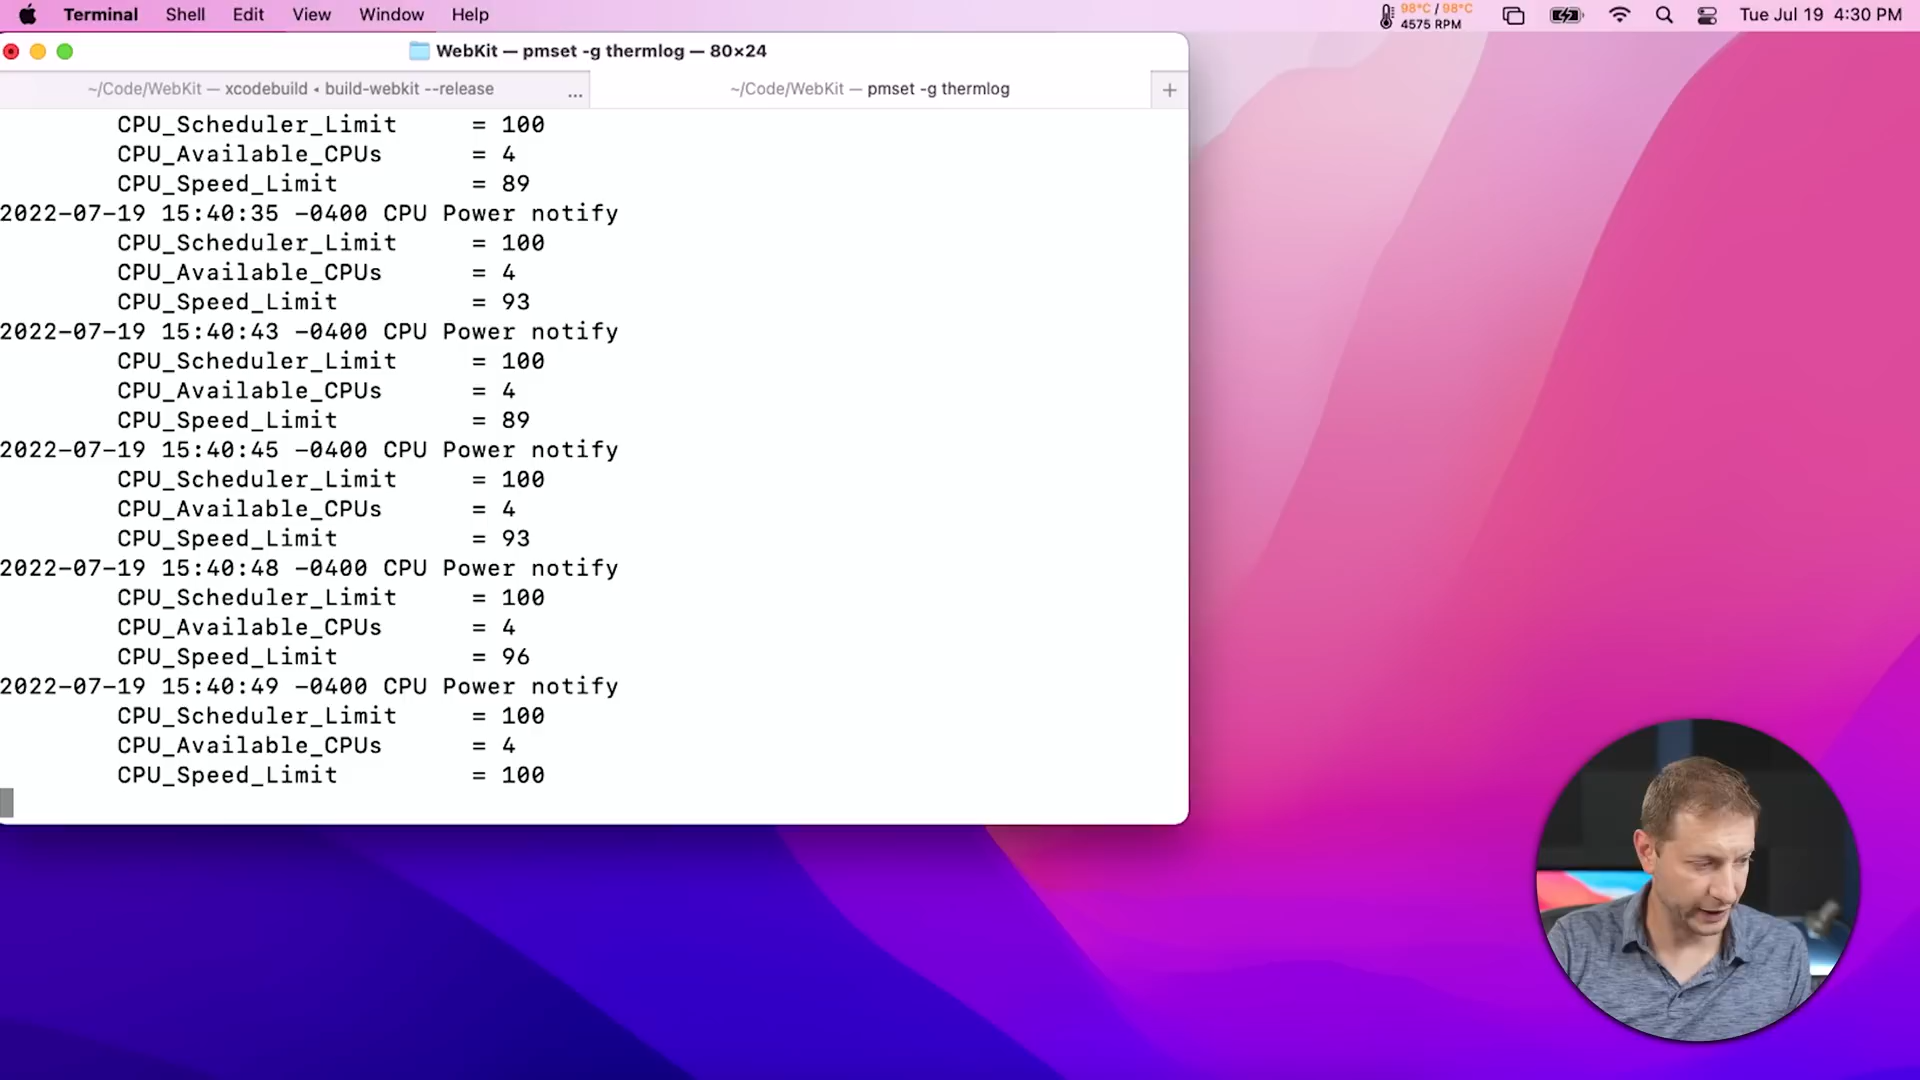 Terminal Shell Edit View Window Help 98°C / 98°C 4575 RPM Tue Jul 19 4:30 PM
WebKit — pmset -g thermlog — 80×24
~/Code/WebKit — xcodebuild ◂ build-webkit --release ... ~/Code/WebKit — pmset -g thermlog +
CPU_Scheduler_Limit = 100
CPU_Available_CPUs = 4
CPU_Speed_Limit = 89
2022-07-19 15:40:35 -0400 CPU Power notify
CPU_Scheduler_Limit = 100
CPU_Available_CPUs = 4
CPU_Speed_Limit = 93
2022-07-19 15:40:43 -0400 CPU Power notify
CPU_Scheduler_Limit = 100
CPU_Available_CPUs = 4
CPU_Speed_Limit = 89
2022-07-19 15:40:45 -0400 CPU Power notify
CPU_Scheduler_Limit = 100
CPU_Available_CPUs = 4
CPU_Speed_Limit = 93
2022-07-19 15:40:48 -0400 CPU Power notify
CPU_Scheduler_Limit = 100
CPU_Available_CPUs = 4
CPU_Speed_Limit = 96
2022-07-19 15:40:49 -0400 CPU Power notify
CPU_Scheduler_Limit = 100
CPU_Available_CPUs = 4
CPU_Speed_Limit = 100